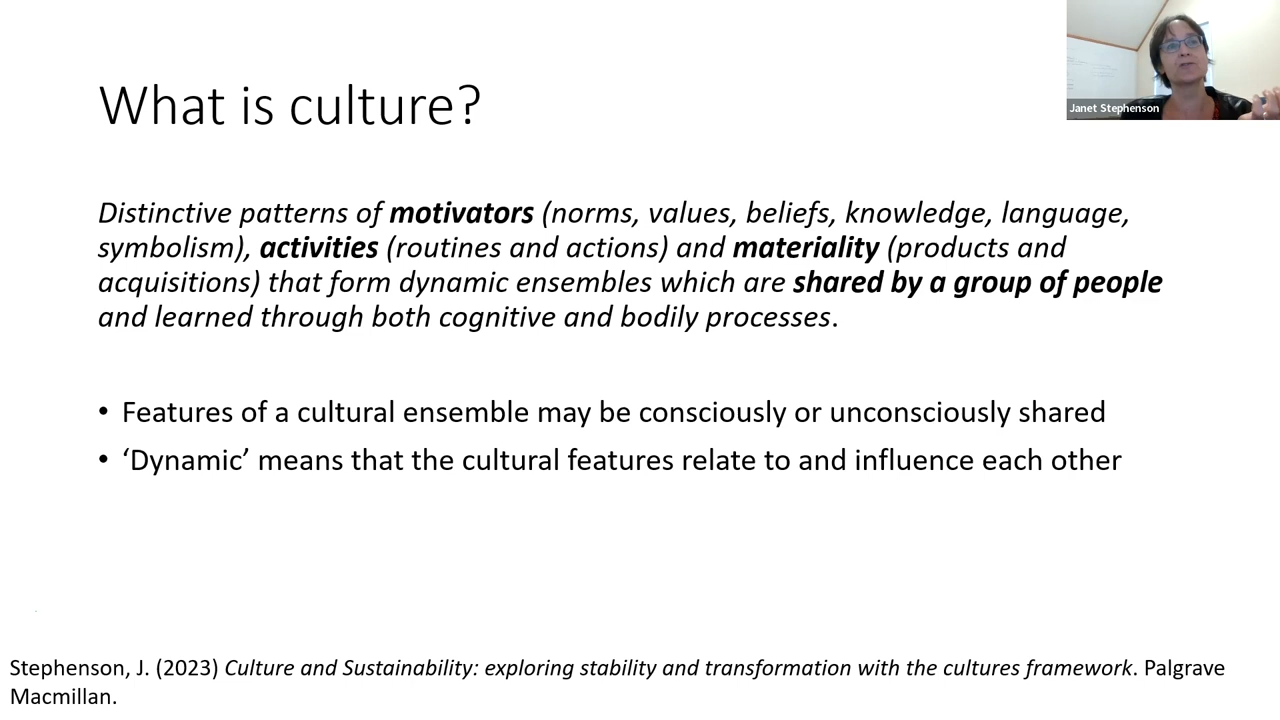 What is culture?
Janet Stephenson
Distinctive patterns of motivators (norms, values, beliefs, knowledge, language,
symbolism), activities (routines and actions) and materiality (products and
acquisitions) that form dynamic ensembles which are shared by a group of people
and learned through both cognitive and bodily processes.
• Features of a cultural ensemble may be consciously or unconsciously shared
• ‘Dynamic’ means that the cultural features relate to and influence each other
Stephenson, J. (2023) Culture and Sustainability: exploring stability and transformation with the cultures framework. Palgrave
Macmillan.